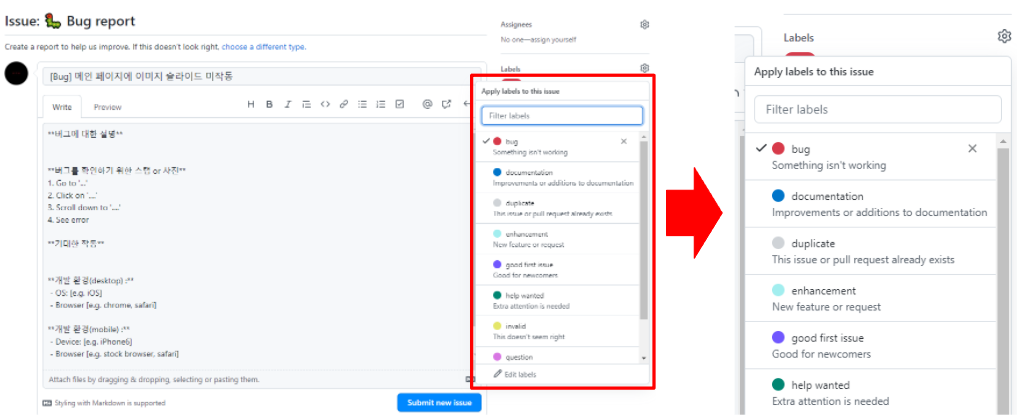 Issue: Bug report
Create a report to help us improve. If this doesn't look right, choose a different type.
[Bug] 메인 페이지에 이미지 슬라이드 미작동
Write Preview
**버그에 대한 설명**
**버그를 확인하기 위한 스텝 or 사진**
1. Go to '...'
2. Click on '....'
3. Scroll down to '....'
4. See error
**기대한 작동**
**개발 환경(desktop) :**
- OS: [e.g. iOS]
- Browser [e.g. chrome, safari]
**개발 환경(mobile) :**
- Device: [e.g. iPhone6]
- Browser [e.g. stock browser, safari]
Attach files by dragging & dropping, selecting or pasting them.
Styling with Markdown is supported
Submit new issue
Assignees
No one—assign yourself
Labels
Apply labels to this issue
Filter labels
bug
Something isn't working
documentation
Improvements or additions to documentation
duplicate
This issue or pull request already exists
enhancement
New feature or request
good first issue
Good for newcomers
help wanted
Extra attention is needed
invalid
This doesn't seem right
question
Edit labels
Labels
Apply labels to this issue
Filter labels
bug
Something isn't working
documentation
Improvements or additions to documentation
duplicate
This issue or pull request already exists
enhancement
New feature or request
good first issue
Good for newcomers
help wanted
Extra attention is needed